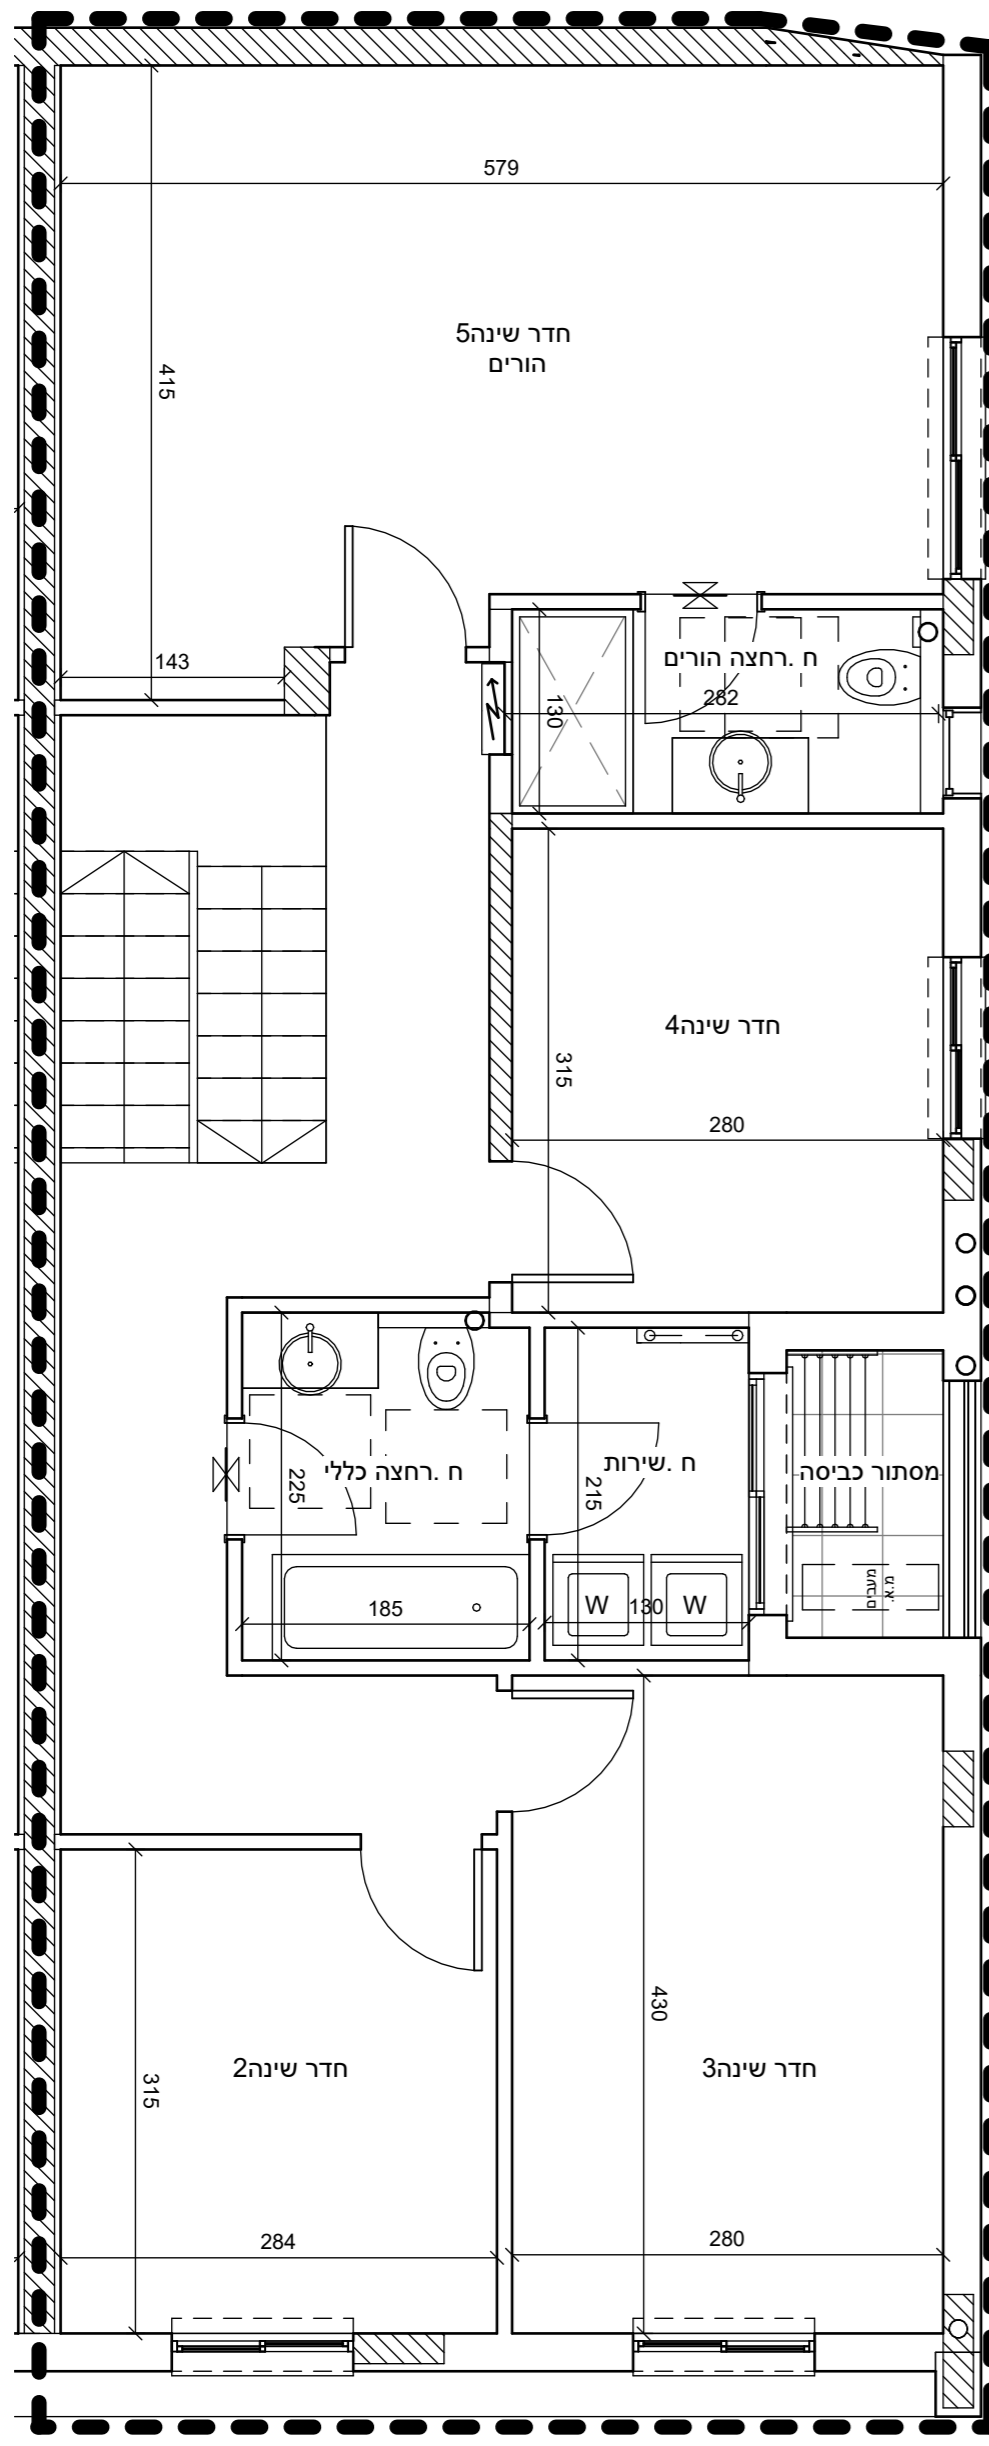 579
חדר שינה5
הורים
415
143
ח .רחצה הורים
282
130
חדר שינה4
315
280
ח .רחצה כללי
225
ח .שירות
215
מסתור כביסה
מ.א.
מעבים
185
W
130
W
430
חדר שינה2
חדר שינה3
315
284
280